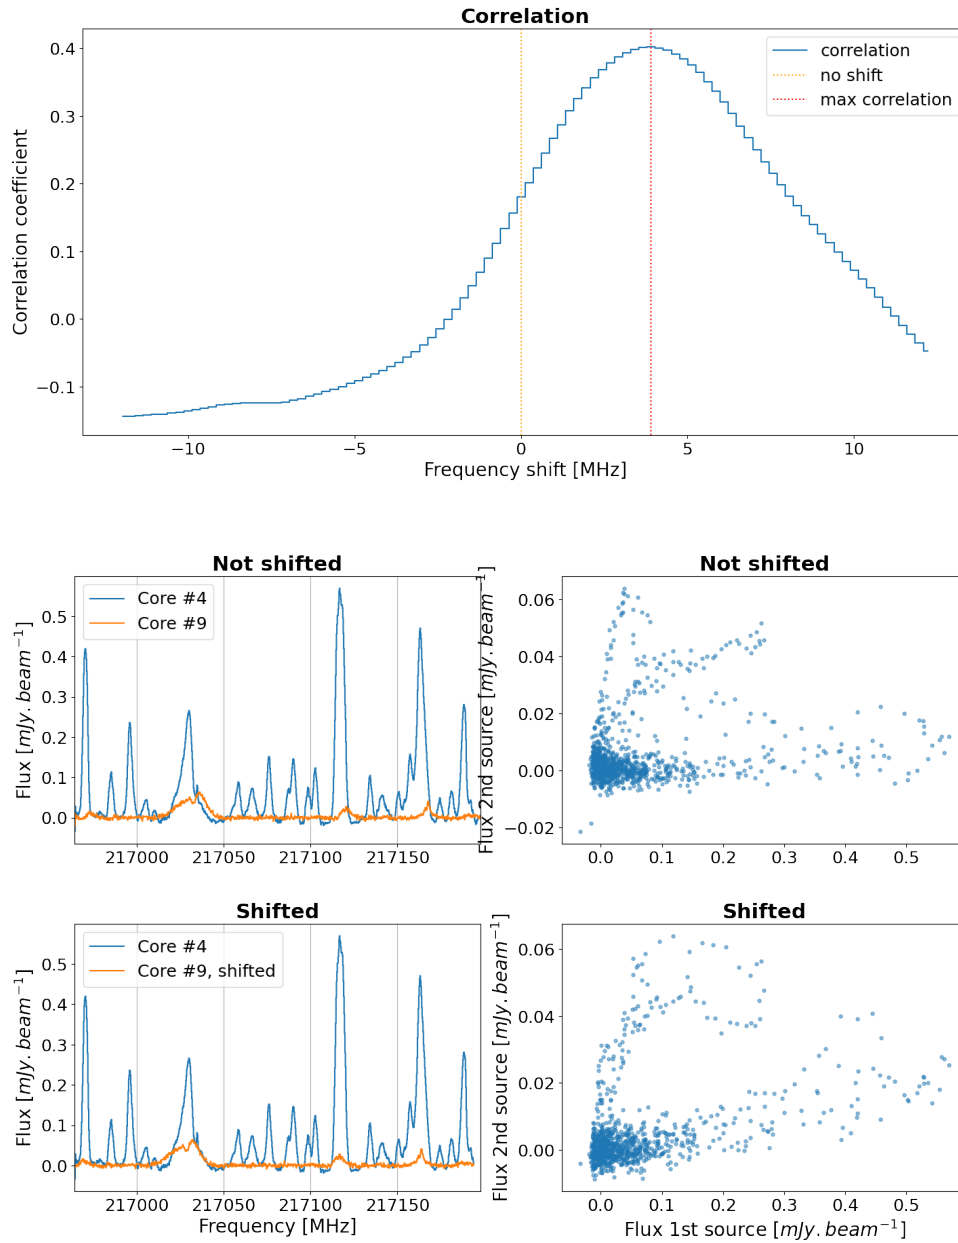 Correlation
0.4
0.3
0.2
0.1
0.0
−0.1
Correlation coefficient
correlation
no shift
max correlation
−10
−5
0
5
10
Frequency shift [MHz]
Not shifted
Flux [mJy.beam⁻¹]
0.5
0.4
0.3
0.2
0.1
0.0
Core #4
Core #9
217000
217050
217100
217150
Not shifted
Flux 2nd source [mJy.beam⁻¹]
0.06
0.04
0.02
0.00
−0.02
0.0
0.1
0.2
0.3
0.4
0.5
Shifted
Flux [mJy.beam⁻¹]
0.5
0.4
0.3
0.2
0.1
0.0
Core #4
Core #9, shifted
217000
217050
217100
217150
Frequency [MHz]
Shifted
Flux 2nd source [mJy.beam⁻¹]
0.06
0.04
0.02
0.00
0.0
0.1
0.2
0.3
0.4
0.5
Flux 1st source [mJy.beam⁻¹]